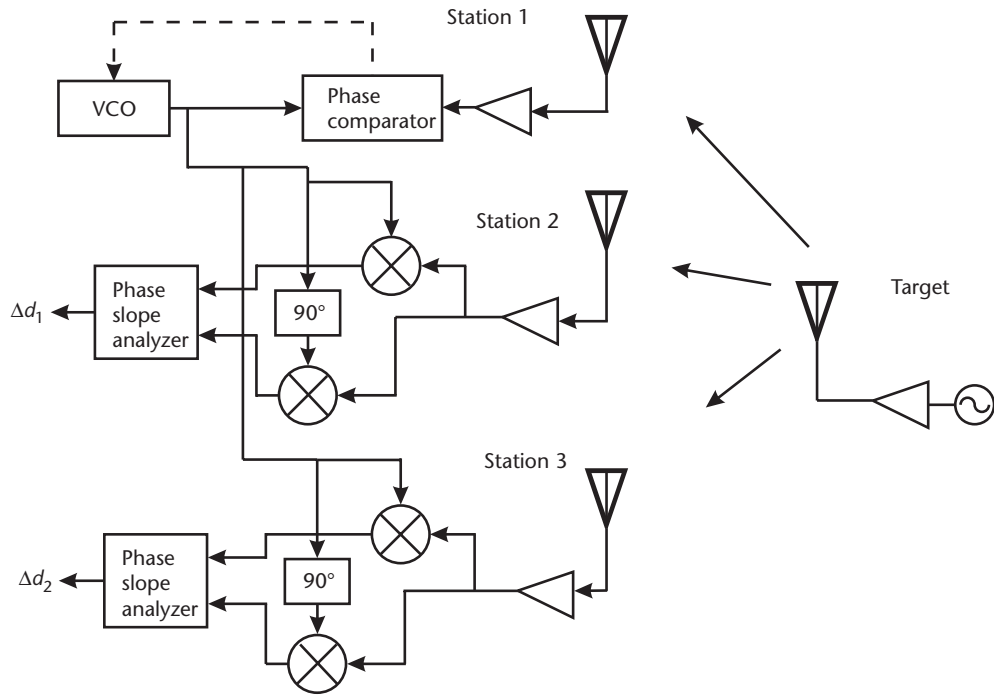 Station 1
VCO
Phase
comparator
Station 2
Phase
slope
analyzer
Δd₁
90°
Target
Station 3
Phase
slope
analyzer
Δd₂
90°